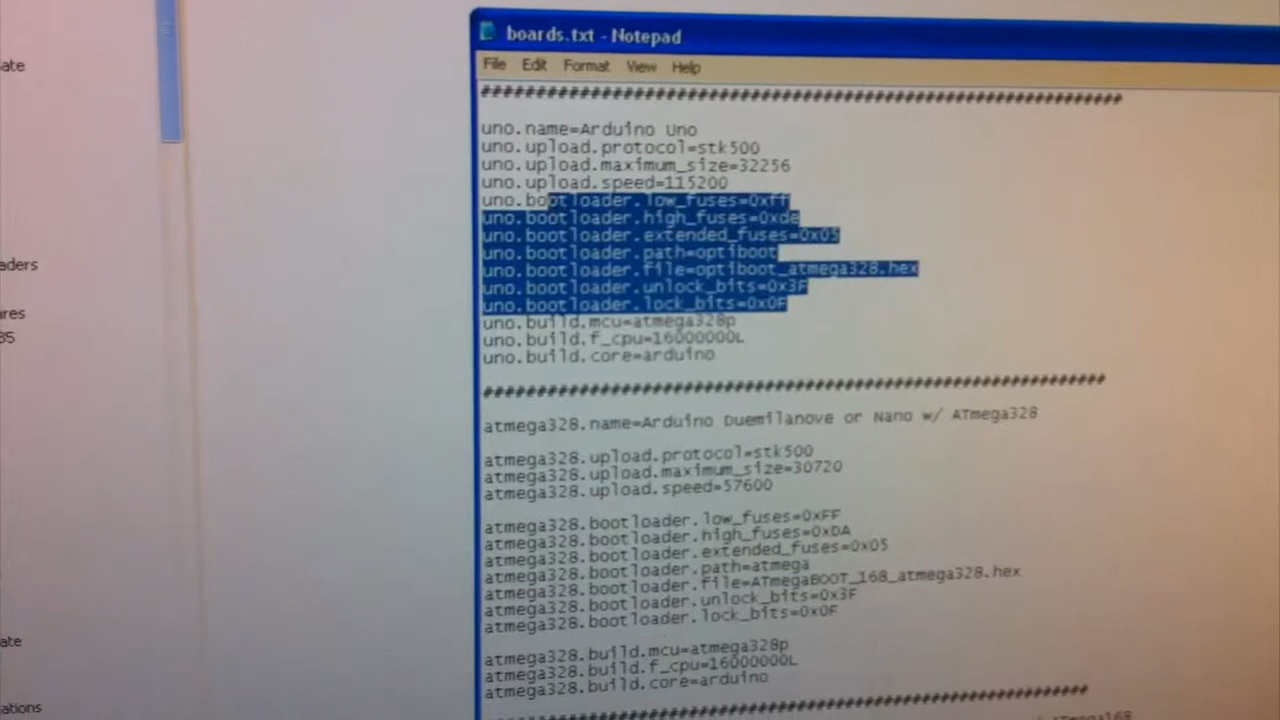 boards.txt - Notepad
File Edit Format View Help
##############################################################
uno.name=Arduino Uno
uno.upload.protocol=stk500
uno.upload.maximum_size=32256
uno.upload.speed=115200
uno.bootloader.low_fuses=0xff
uno.bootloader.high_fuses=0xde
uno.bootloader.extended_fuses=0x05
uno.bootloader.path=optiboot
uno.bootloader.file=optiboot_atmega328.hex
uno.bootloader.unlock_bits=0x3F
uno.bootloader.lock_bits=0x0F
uno.build.mcu=atmega328p
uno.build.f_cpu=16000000L
uno.build.core=arduino
##############################################################
atmega328.name=Arduino Duemilanove or Nano w/ ATmega328
atmega328.upload.protocol=stk500
atmega328.upload.maximum_size=30720
atmega328.upload.speed=57600
atmega328.bootloader.low_fuses=0xFF
atmega328.bootloader.high_fuses=0xDA
atmega328.bootloader.extended_fuses=0x05
atmega328.bootloader.path=atmega
atmega328.bootloader.file=ATmegaBOOT_168_atmega328.hex
atmega328.bootloader.unlock_bits=0x3F
atmega328.bootloader.lock_bits=0x0F
atmega328.build.mcu=atmega328p
atmega328.build.f_cpu=16000000L
atmega328.build.core=arduino
##############################################################
ate
aders
res
85
ate
ations